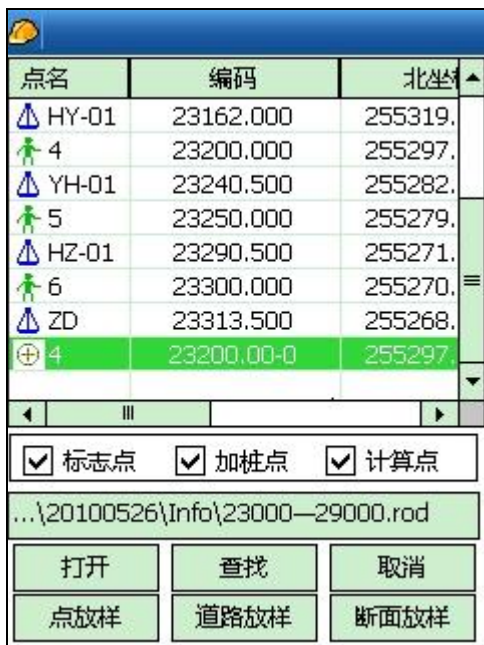 点名 编码 北坐标
HY-01 23162.000 255319.
4 23200.000 255297.
YH-01 23240.500 255282.
5 23250.000 255279.
HZ-01 23290.500 255271.
6 23300.000 255270.
ZD 23313.500 255268.
4 23200.00-0 255297.
标志点 加桩点 计算点
...\20100526\Info\23000—29000.rod
打开 查找 取消
点放样 道路放样 断面放样